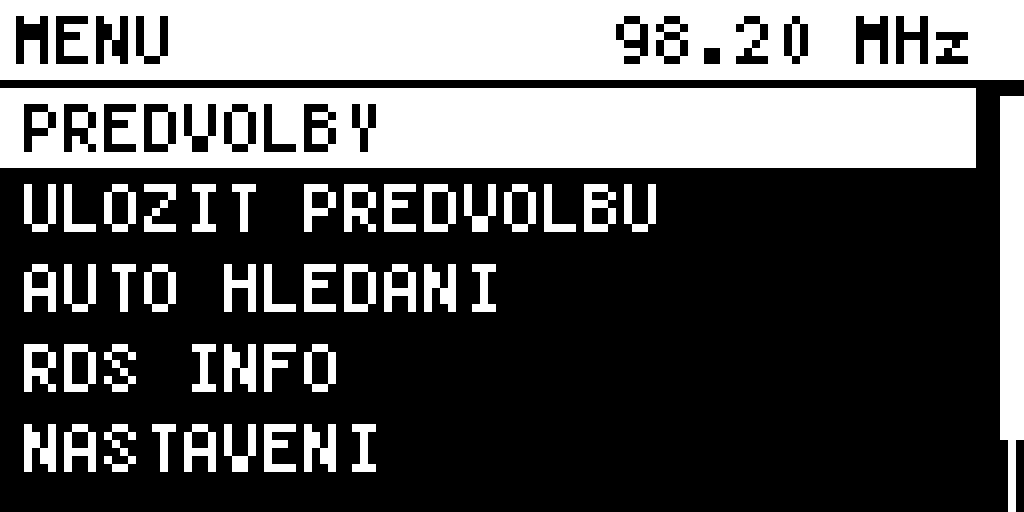 MENU 98.20 MHz
PREDVOLBY
ULOZIT PREDVOLBU
AUTO HLEDANI
RDS INFO
NASTAVENI